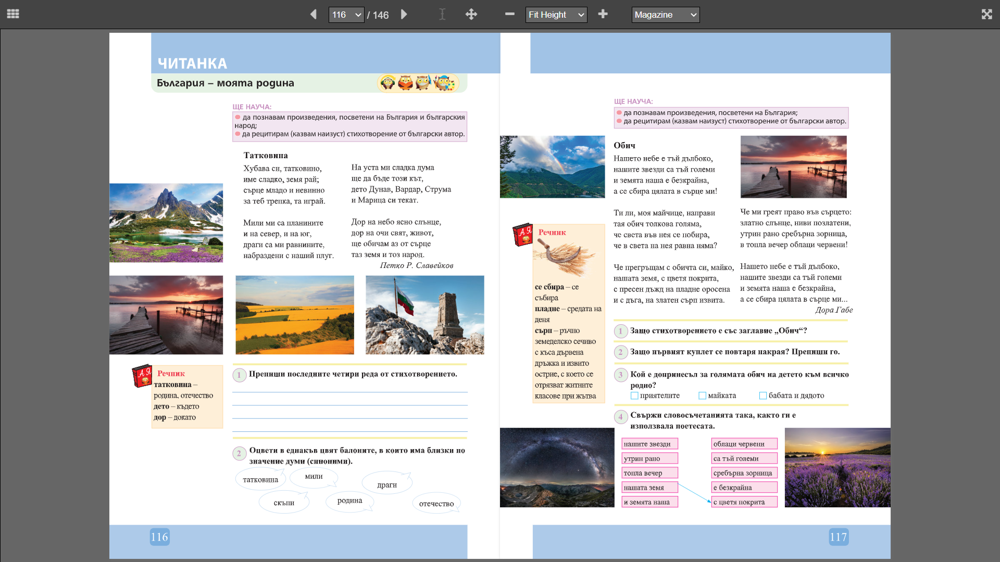 116 / 146
Fit Height
Magazine
ЧИТАНКА
България – моята родина
ЩЕ НАУЧА:
да познавам произведения, посветени на България и българския
народ;
да рецитирам (казвам наизуст) стихотворение от български автор.
Татковина
Хубава си, татковино,
име сладко, земя рай;
сърце младо и невинно
за теб трепка, та играй.
Мили ми са планините
и на север, и на юг,
драги са ми равнините,
набраздени с наший плуг.
На уста ми сладка дума
ще да бъде този кът,
дето Дунав, Вардар, Струма
и Марица си текат.
Дор на небо ясно слънце,
дор на очи свят, живот,
ще обичам аз от сърце
таз земя и тоз народ.
Петко Р. Славейков
А Я
Речник
татковина –
родина, отечество
дето – където
дор – докато
1 Препиши последните четири реда от стихотворението.
2 Оцвети в еднакъв цвят балоните, в които има близки по
значение думи (синоними).
татковина
мили
драги
скъпи
родина
отечество
116
ЩЕ НАУЧА:
да познавам произведения, посветени на България;
да рецитирам (казвам наизуст) стихотворение от български автор.
Обич
Нашето небе е тъй дълбоко,
нашите звезди са тъй големи
и земята наша е безкрайна,
а се сбира цялата в сърце ми!
Ти ли, моя майчице, направи
тая обич толкова голяма,
че света във нея се побира,
че в света на нея равна няма?
Че прегръщам с обичта си, майко,
нашата земя, с цветя покрита,
с пресен дъжд на пладне оросена
и с дъга, на златен сърп извита.
Че ми греят право във сърцето:
златно слънце, ниви позлатени,
утрин рано сребърна зорница,
в топла вечер облаци червени!
Нашето небе е тъй дълбоко,
нашите звезди са тъй големи
и земята наша е безкрайна,
а се сбира цялата в сърце ми...
Дора Габе
А Я
Речник
се сбира – се
събира
пладне – средата на
деня
сърп – ръчно
земеделско сечиво
с къса дървена
дръжка и извито
острие, с което се
отрязват житните
класове при жътва
1 Защо стихотворението е със заглавие „Обич“?
2 Защо първият куплет се повтаря накрая? Препиши го.
3 Кой е допринесъл за голямата обич на детето към всичко
родно?
приятелите майката бабата и дядото
4 Свържи словосъчетанията така, както ги е
използвала поетесата.
нашите звезди облаци червени
утрин рано са тъй големи
топла вечер сребърна зорница
нашата земя е безкрайна
и земята наша с цветя покрита
117